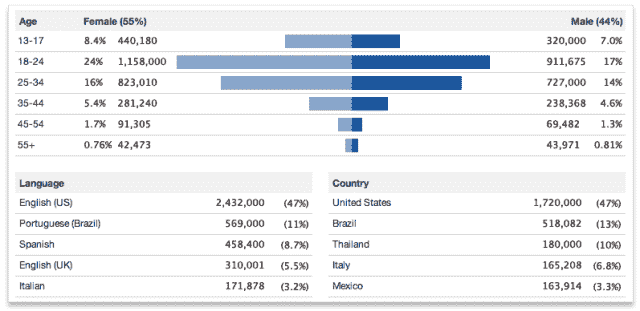 Age Female (55%) Male (44%)
13-17 8.4% 440,180 320,000 7.0%
18-24 24% 1,158,000 911,675 17%
25-34 16% 823,010 727,000 14%
35-44 5.4% 281,240 238,368 4.6%
45-54 1.7% 91,305 69,482 1.3%
55+ 0.76% 42,473 43,971 0.81%
Language Country
English (US) 2,432,000 (47%) United States 1,720,000 (47%)
Portuguese (Brazil) 569,000 (11%) Brazil 518,082 (13%)
Spanish 458,400 (8.7%) Thailand 180,000 (10%)
English (UK) 310,001 (5.5%) Italy 165,208 (6.8%)
Italian 171,878 (3.2%) Mexico 163,914 (3.3%)